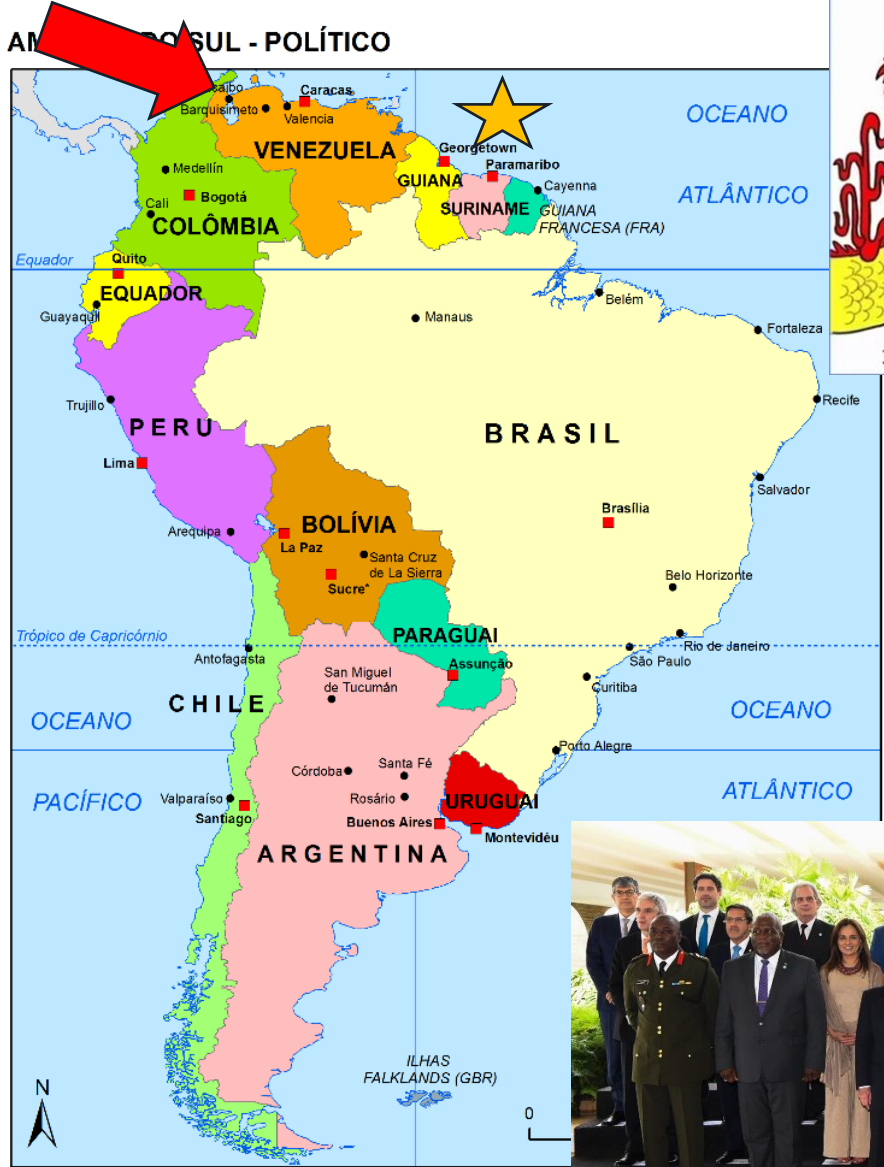 SUL - POLÍTICO
Caracas
Barquisimeto
Valencia
VENEZUELA
OCEANO
ATLÂNTICO
Georgetown
Paramaribo
GUIANA
SURINAME
Cayenna
GUIANA
FRANCESA (FRA)
Medellín
Bogotá
Cali
COLÔMBIA
Equador
Quito
EQUADOR
Guayaquil
Manaus
Belém
Fortaleza
Trujillo
PERU
BRASIL
Recife
Lima
Salvador
Arequipa
BOLÍVIA
La Paz
Santa Cruz
de La Sierra
Sucre*
Brasília
Belo Horizonte
Trópico de Capricórnio
PARAGUAI
Rio de Janeiro
São Paulo
Antofagasta
Assunção
San Miguel
de Tucumán
Curitiba
CHILE
OCEANO
PACÍFICO
OCEANO
ATLÂNTICO
Porto Alegre
Córdoba
Santa Fé
Rosário
Valparaíso
Santiago
URUGUAI
Buenos Aires
Montevidéu
ARGENTINA
ILHAS
FALKLANDS (GBR)
N
0